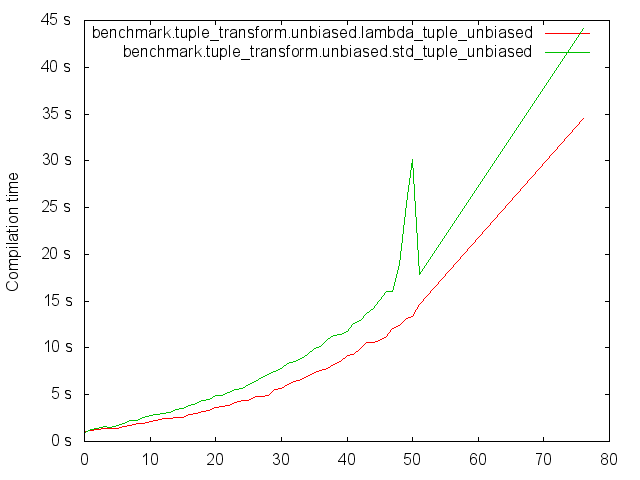 45 s
benchmark.tuple_transform.unbiased.lambda_tuple_unbiased
benchmark.tuple_transform.unbiased.std_tuple_unbiased
40 s
35 s
30 s
25 s
20 s
15 s
10 s
5 s
0 s
Compilation time
0 10 20 30 40 50 60 70 80